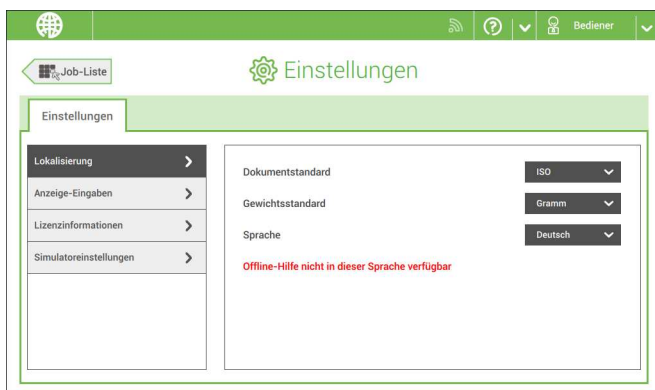 Bediener
Job-Liste
Einstellungen
Einstellungen
Lokalisierung
Anzeige-Eingaben
Lizenzinformationen
Simulatoreinstellungen
Dokumentstandard ISO
Gewichtsstandard Gramm
Sprache Deutsch
Offline-Hilfe nicht in dieser Sprache verfügbar